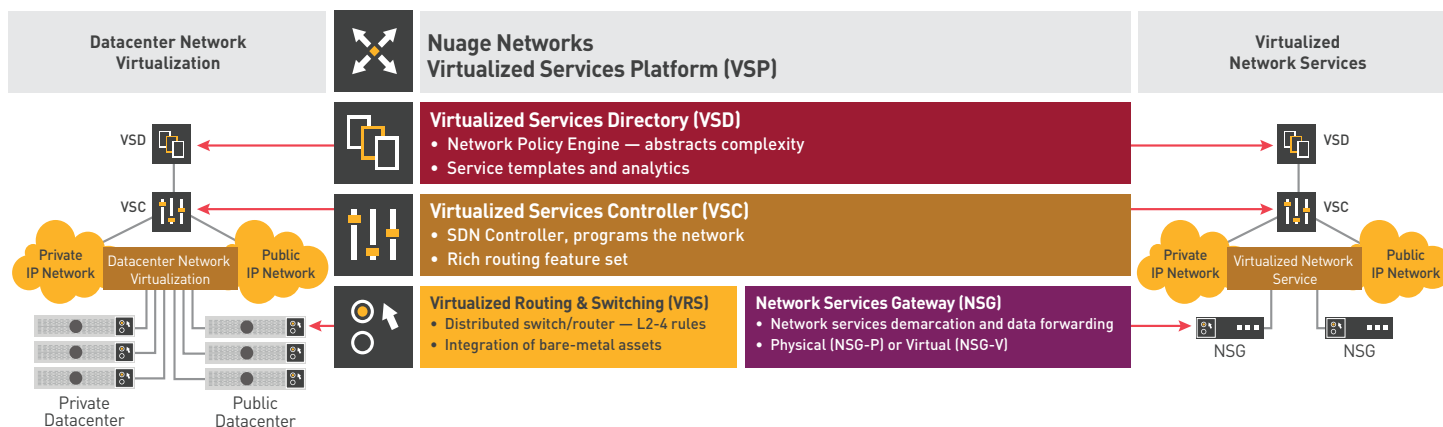 Datacenter Network
Virtualization
Nuage Networks
Virtualized Services Platform (VSP)
Virtualized
Network Services
VSD
VSC
Private
IP Network
Datacenter Network
Virtualization
Public
IP Network
Private
Datacenter
Public
Datacenter
Virtualized Services Directory (VSD)
• Network Policy Engine — abstracts complexity
• Service templates and analytics
Virtualized Services Controller (VSC)
• SDN Controller, programs the network
• Rich routing feature set
Virtualized Routing & Switching (VRS)
• Distributed switch/router — L2-4 rules
• Integration of bare-metal assets
Network Services Gateway (NSG)
• Network services demarcation and data forwarding
• Physical (NSG-P) or Virtual (NSG-V)
VSD
VSC
Private
IP Network
Virtualized Network
Service
Public
IP Network
NSG
NSG